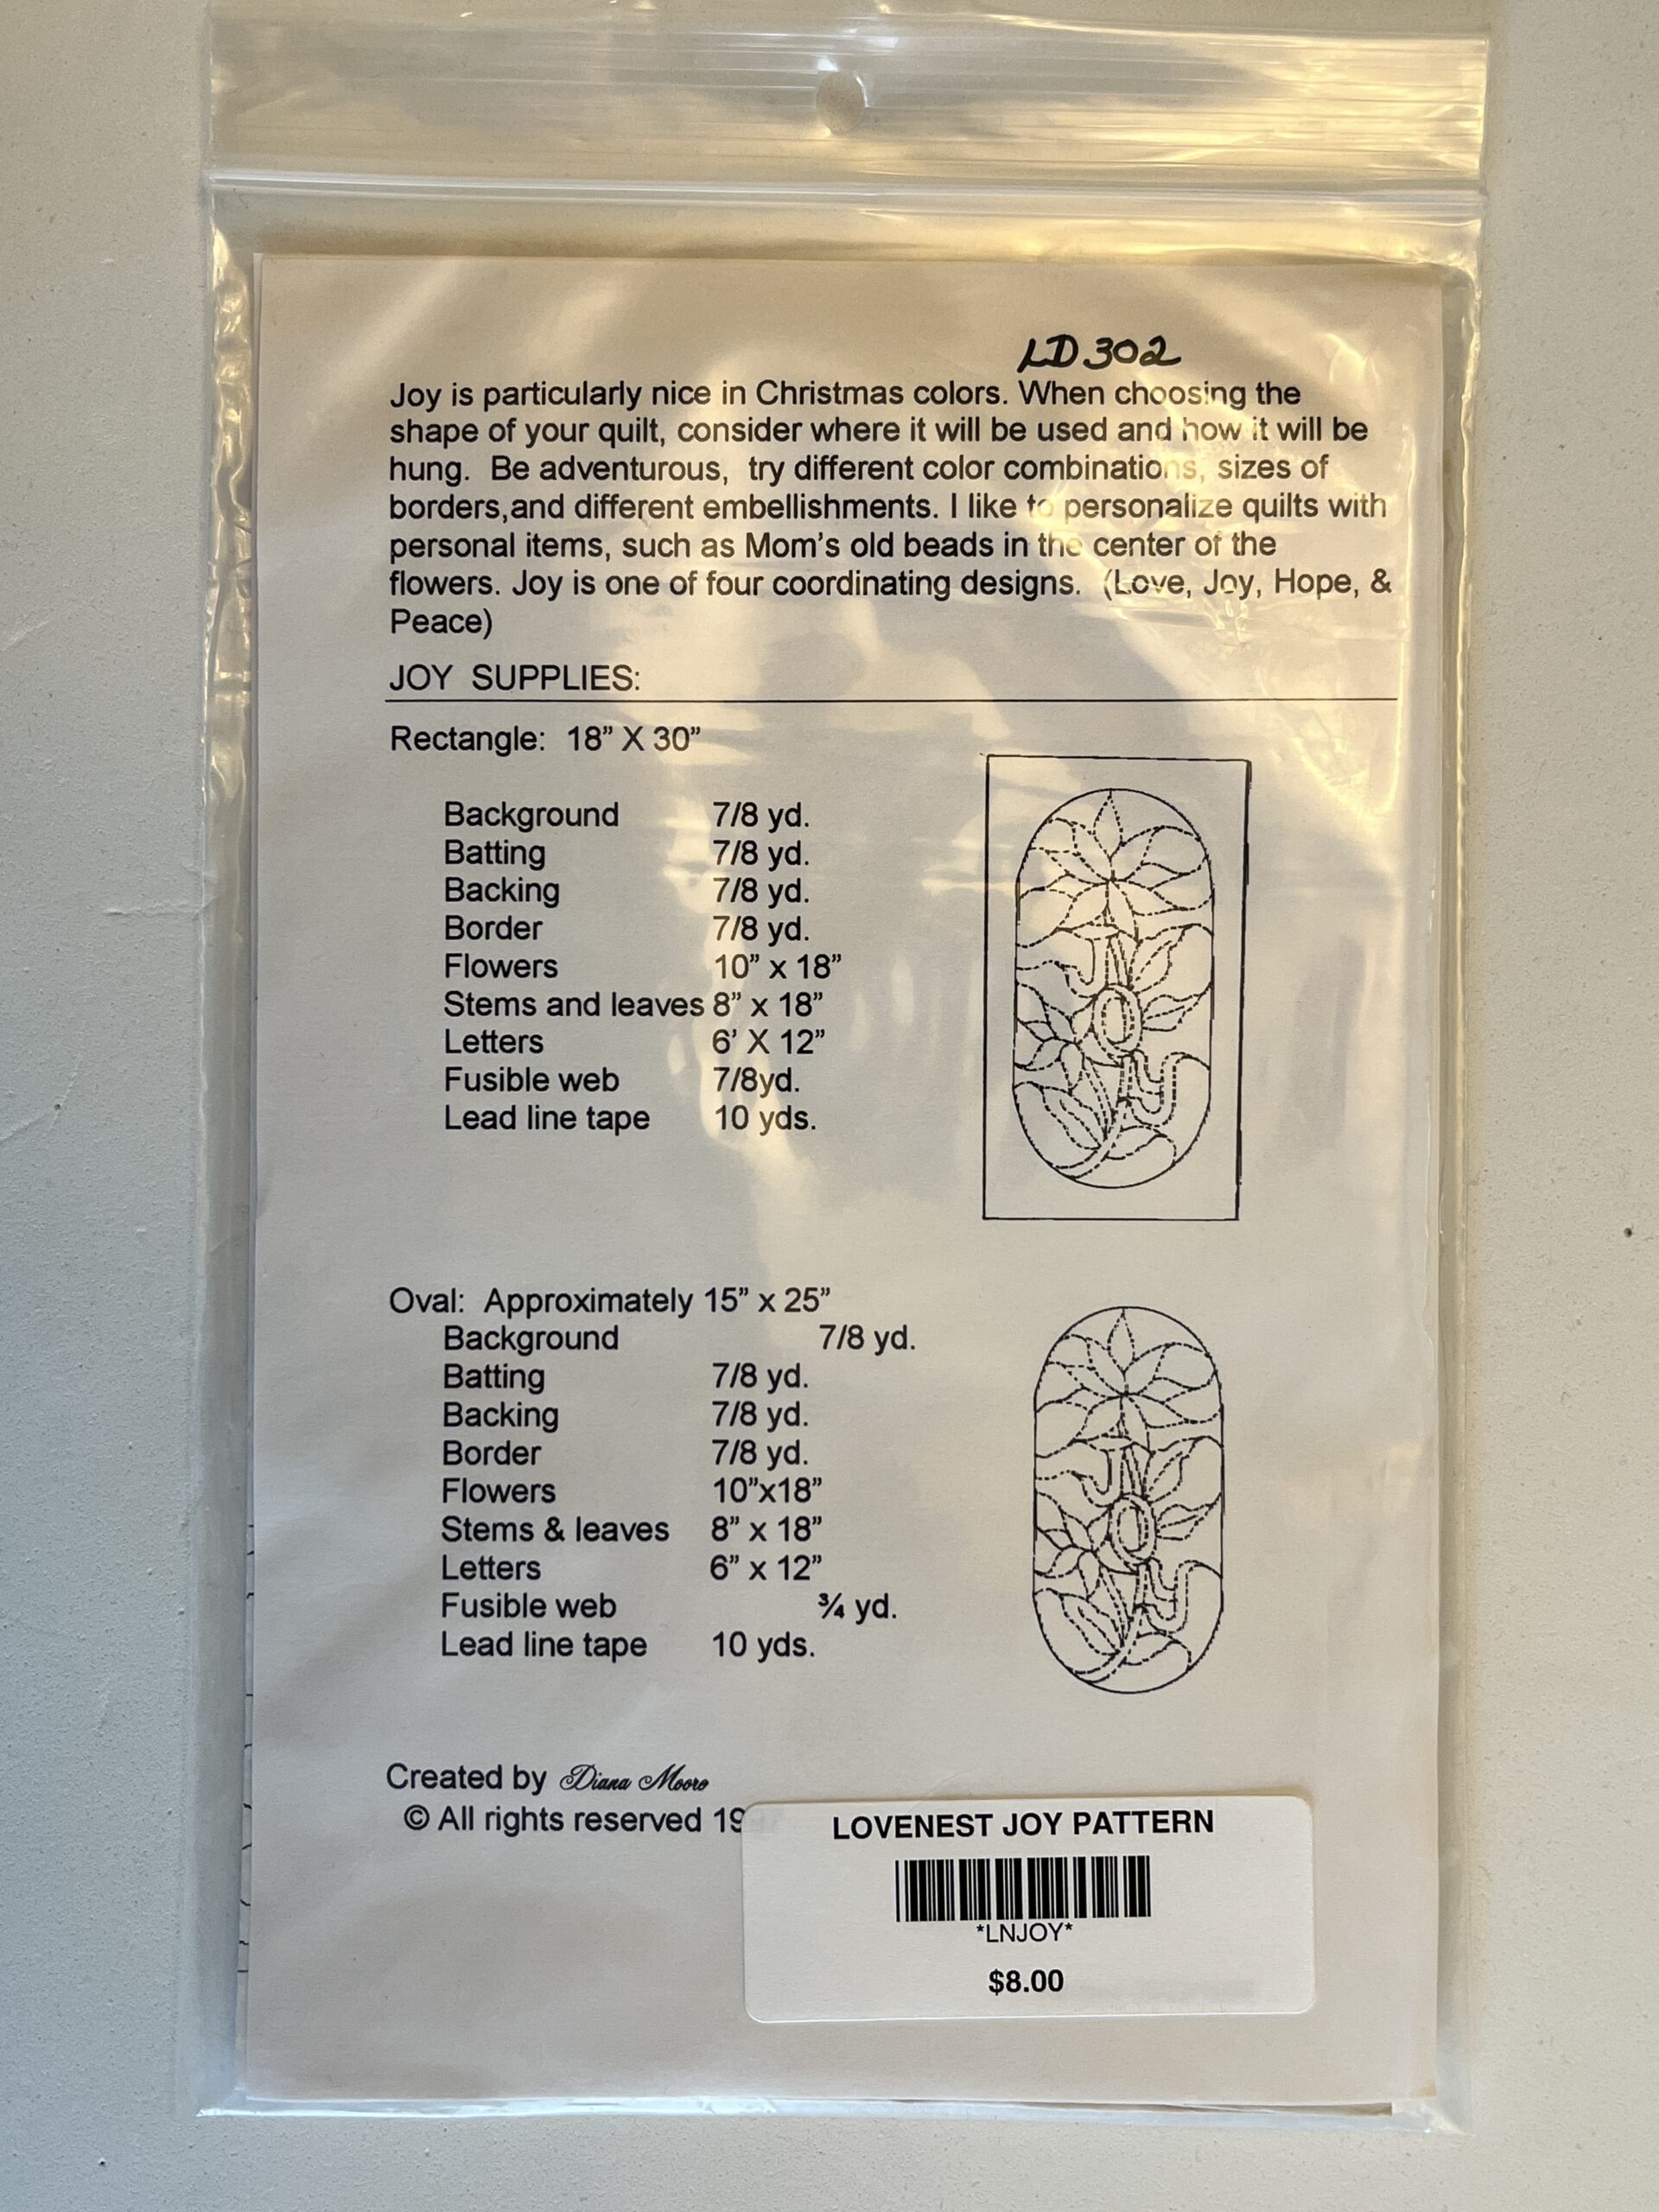 LD302
Joy is particularly nice in Christmas colors. When choosing the
shape of your quilt, consider where it will be used and how it will be
hung. Be adventurous, try different color combinations, sizes of
borders,and different embellishments. I like to personalize quilts with
personal items, such as Mom's old beads in the center of the
flowers. Joy is one of four coordinating designs. (Love, Joy, Hope, &
Peace)
JOY SUPPLIES:
Rectangle: 18” X 30”
Background 7/8 yd.
Batting 7/8 yd.
Backing 7/8 yd.
Border 7/8 yd.
Flowers 10” x 18”
Stems and leaves 8” x 18”
Letters 6’ X 12”
Fusible web 7/8yd.
Lead line tape 10 yds.
JOY
Oval: Approximately 15” x 25”
Background 7/8 yd.
Batting 7/8 yd.
Backing 7/8 yd.
Border 7/8 yd.
Flowers 10”x18”
Stems & leaves 8” x 18”
Letters 6” x 12”
Fusible web ¾ yd.
Lead line tape 10 yds.
JOY
Created by Diana Moore
© All rights reserved 19
LOVENEST JOY PATTERN
*LNJOY*
$8.00